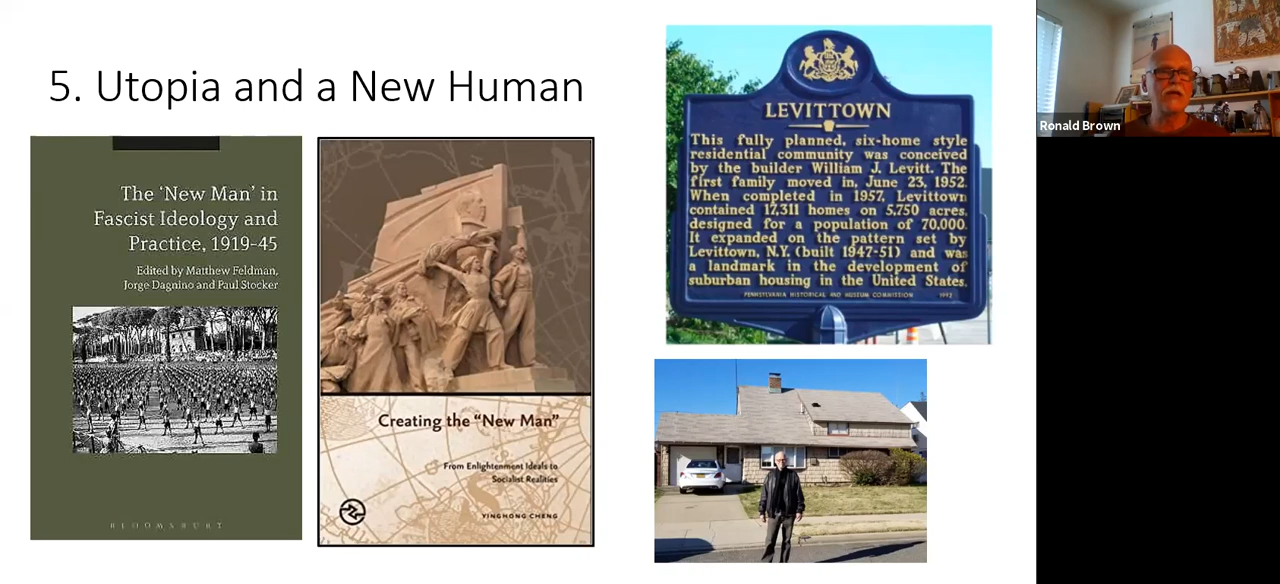 5. Utopia and a New Human
The 'New Man' in
Fascist Ideology and
Practice, 1919-45
Edited by Matthew Feldman,
Jorge Dagnino and Paul Stocker
BLOOMSBURY
Creating the "New Man"
From Enlightenment Ideals to
Socialist Realities
YINGHONG CHENG
LEVITTOWN
This fully planned, six-home style
residential community was conceived
by the builder William J. Levitt. The
first family moved in, June 23, 1952.
When completed in 1957, Levittown
contained 17,311 homes on 5,750 acres,
designed for a population of 70,000.
It expanded on the pattern set by
Levittown, N.Y. (built 1947-51) and was
a landmark in the development of
suburban housing in the United States.
PENNSYLVANIA HISTORICAL AND MUSEUM COMMISSION 1992
Ronald Brown